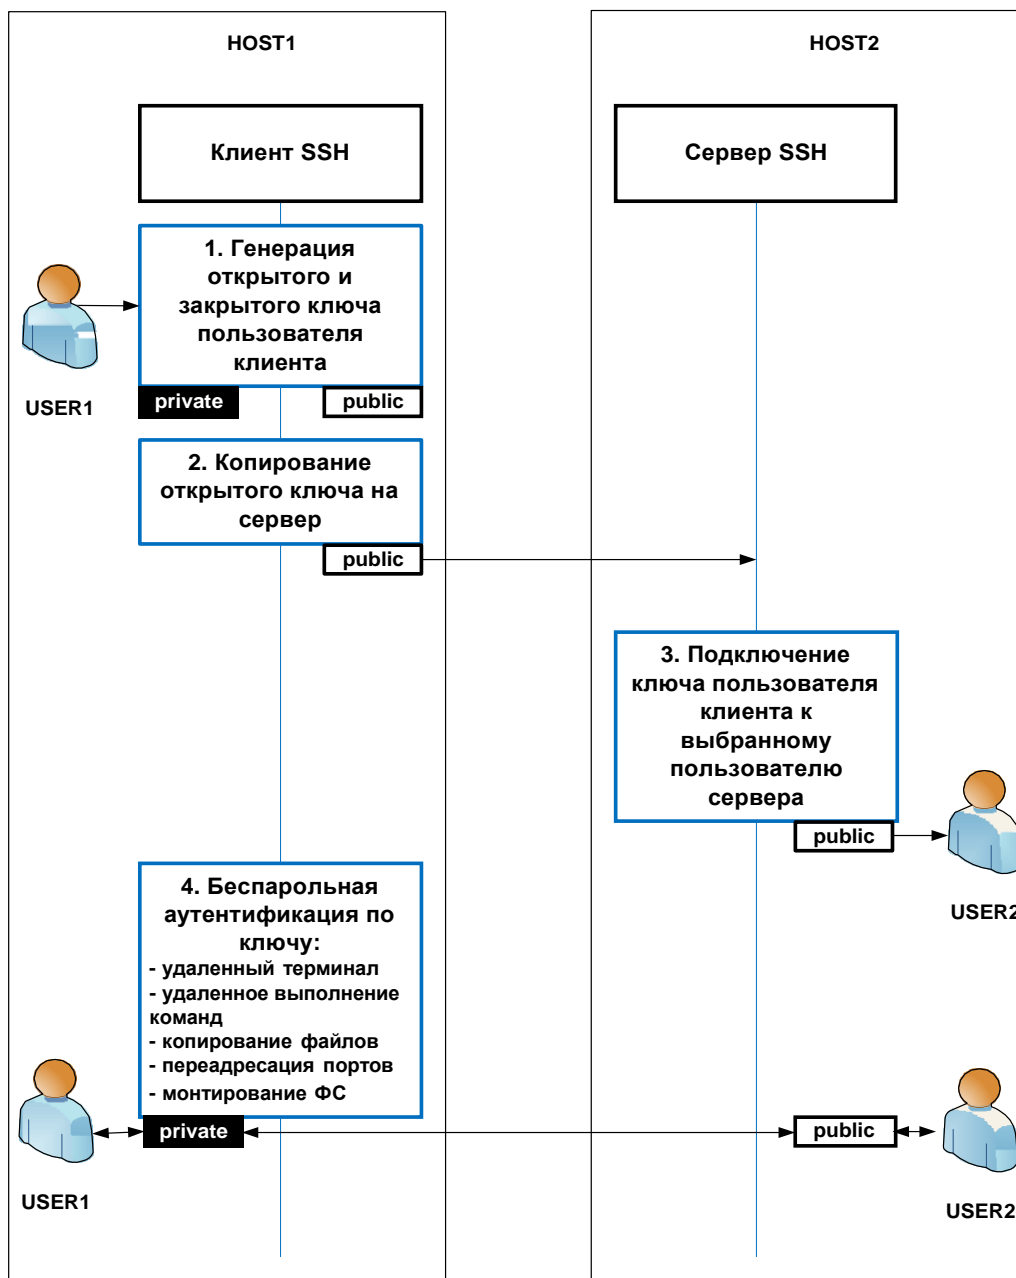 HOST1
HOST2
Клиент SSH
Сервер SSH
1. Генерация
открытого и
закрытого ключа
пользователя
клиента
USER1
private
public
2. Копирование
открытого ключа на
сервер
public
3. Подключение
ключа пользователя
клиента к
выбранному
пользователю
сервера
public
USER2
4. Беспарольная
аутентификация по
ключу:
- удаленный терминал
- удаленное выполнение
команд
- копирование файлов
- переадресация портов
- монтирование ФС
private
public
USER1
USER2